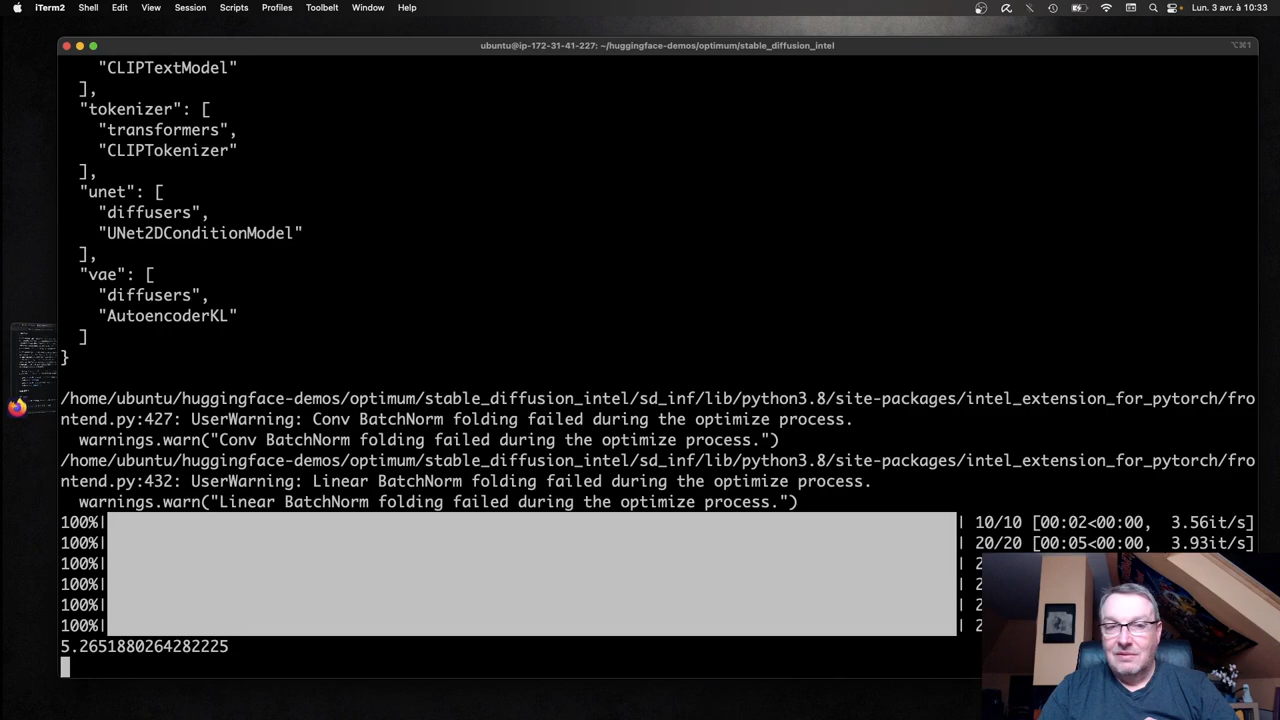 iTerm2 Shell Edit View Session Scripts Profiles Toolbelt Window Help Lun. 3 avr. à 10:33
ubuntu@ip-172-31-41-227: ~/huggingface-demos/optimum/stable_diffusion_intel ⌥⌘1
"CLIPTextModel"
],
"tokenizer": [
"transformers",
"CLIPTokenizer"
],
"unet": [
"diffusers",
"UNet2DConditionModel"
],
"vae": [
"diffusers",
"AutoencoderKL"
]
}
/home/ubuntu/huggingface-demos/optimum/stable_diffusion_intel/sd_inf/lib/python3.8/site-packages/intel_extension_for_pytorch/fro
ntend.py:427: UserWarning: Conv BatchNorm folding failed during the optimize process.
warnings.warn("Conv BatchNorm folding failed during the optimize process.")
/home/ubuntu/huggingface-demos/optimum/stable_diffusion_intel/sd_inf/lib/python3.8/site-packages/intel_extension_for_pytorch/fro
ntend.py:432: UserWarning: Linear BatchNorm folding failed during the optimize process.
warnings.warn("Linear BatchNorm folding failed during the optimize process.")
100%| | 10/10 [00:02<00:00, 3.56it/s]
100%| | 20/20 [00:05<00:00, 3.93it/s]
100%| | 2
100%| | 2
100%| | 2
100%| | 2
5.2651880264282225